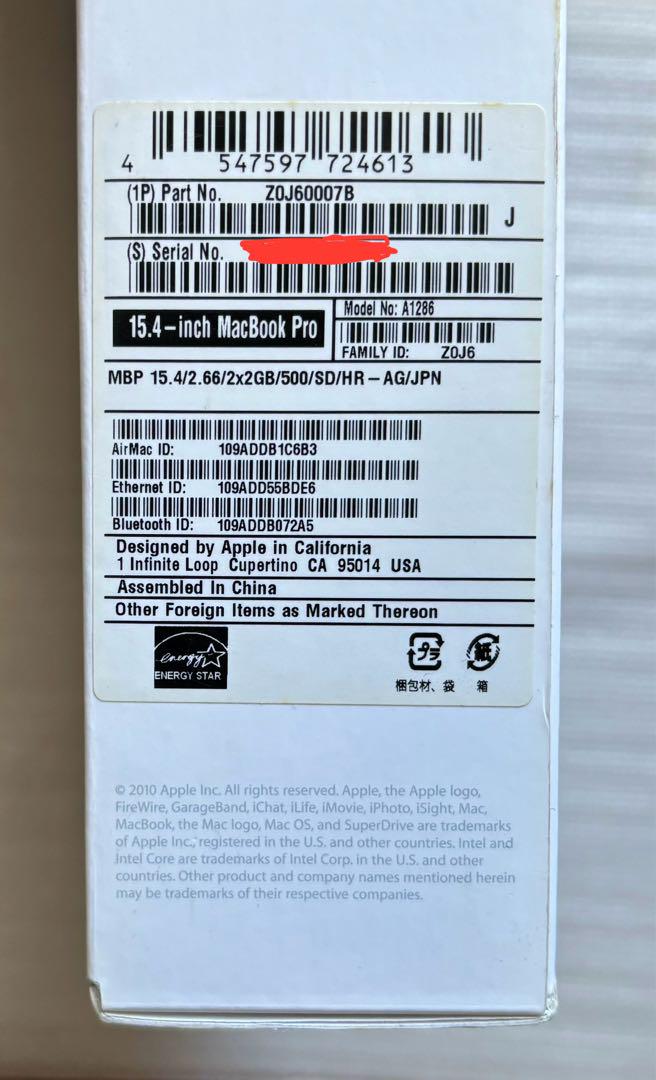 4 547597 724613
(1P) Part No. Z0J60007B
J
(S) Serial No.
15.4-inch MacBook Pro
Model No: A1286
FAMILY ID: Z0J6
MBP 15.4/2.66/2x2GB/500/SD/HR-AG/JPN
AirMac ID: 109ADDB1C6B3
Ethernet ID: 109ADD55BDE6
Bluetooth ID: 109ADDB072A5
Designed by Apple in California
1 Infinite Loop Cupertino CA 95014 USA
Assembled In China
Other Foreign Items as Marked Thereon
energy
ENERGY STAR
プラ
紙
梱包材、袋
箱
© 2010 Apple Inc. All rights reserved. Apple, the Apple logo,
FireWire, GarageBand, iChat, iLife, iMovie, iPhoto, iSight, Mac,
MacBook, the Mac logo, Mac OS, and SuperDrive are trademarks
of Apple Inc., registered in the U.S. and other countries. Intel and
Intel Core are trademarks of Intel Corp. in the U.S. and other
countries. Other product and company names mentioned herein
may be trademarks of their respective companies.